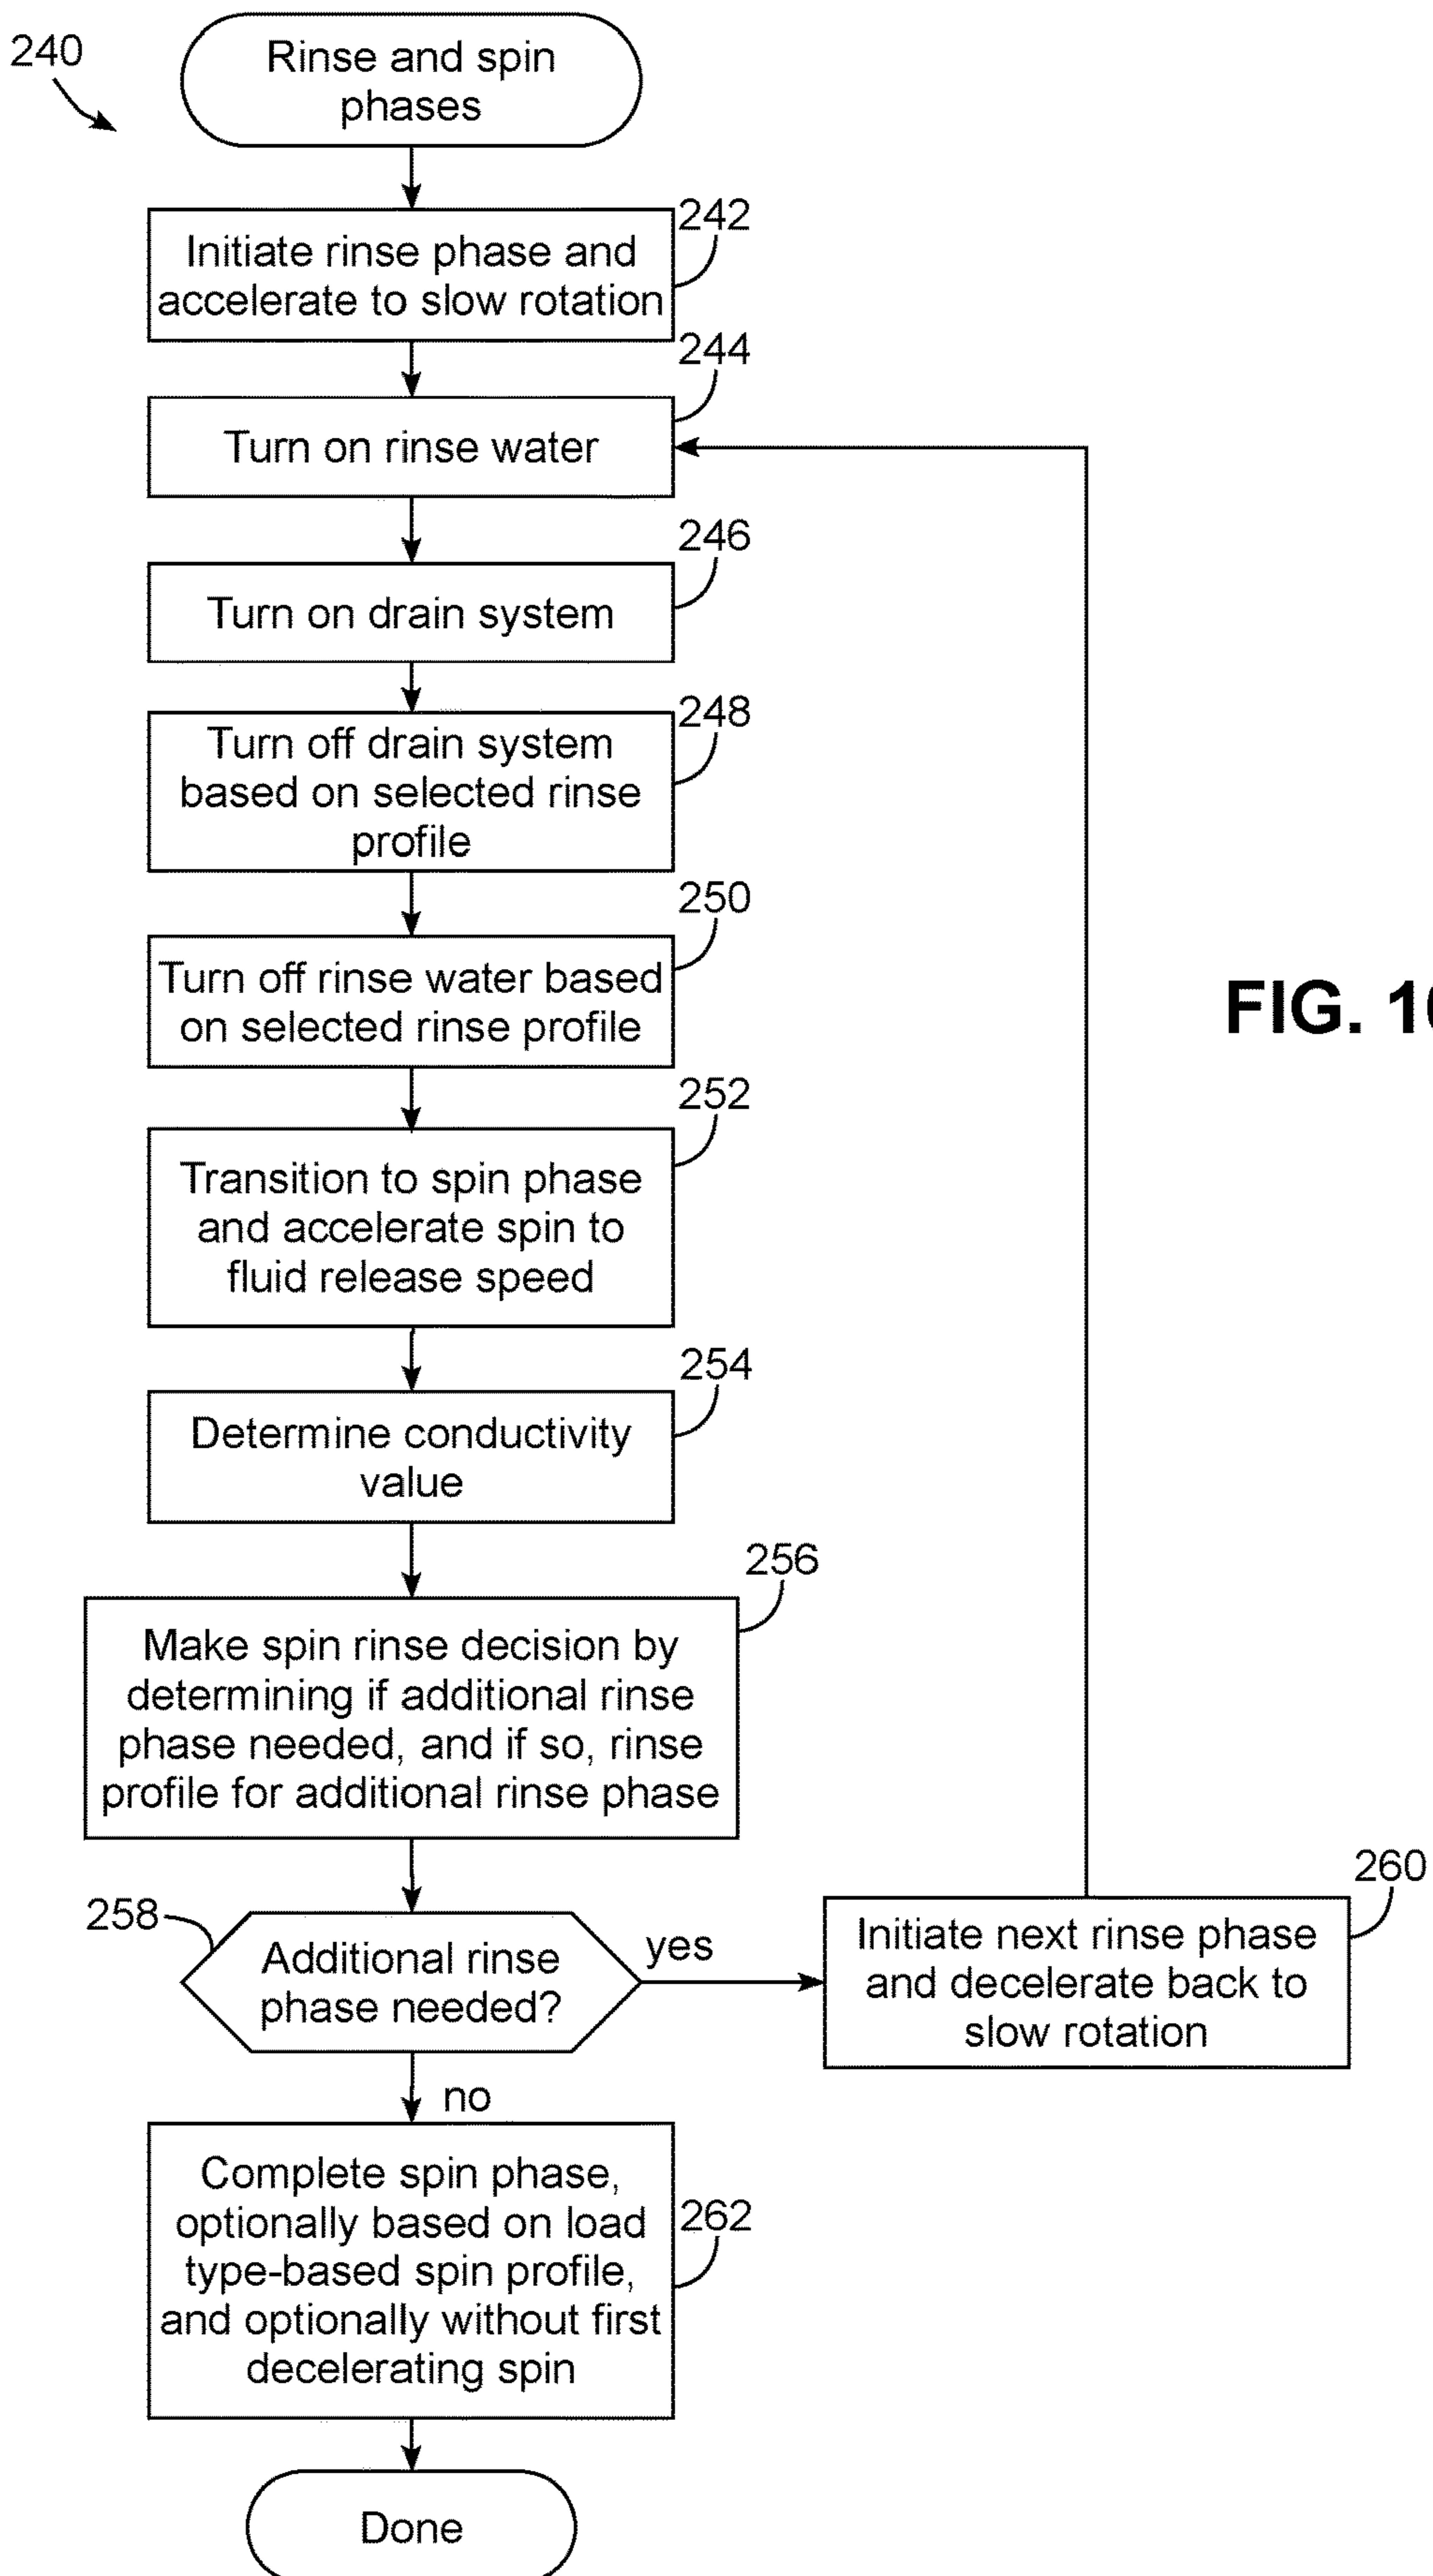 240
Rinse and spin
phases
242
Initiate rinse phase and
accelerate to slow rotation
244
Turn on rinse water
246
Turn on drain system
248
Turn off drain system
based on selected rinse
profile
250
Turn off rinse water based
on selected rinse profile
FIG. 10
252
Transition to spin phase
and accelerate spin to
fluid release speed
254
Determine conductivity
value
256
Make spin rinse decision by
determining if additional rinse
phase needed, and if so, rinse
profile for additional rinse phase
258
Additional rinse
phase needed?
yes
260
Initiate next rinse phase
and decelerate back to
slow rotation
no
262
Complete spin phase,
optionally based on load
type-based spin profile,
and optionally without first
decelerating spin
Done